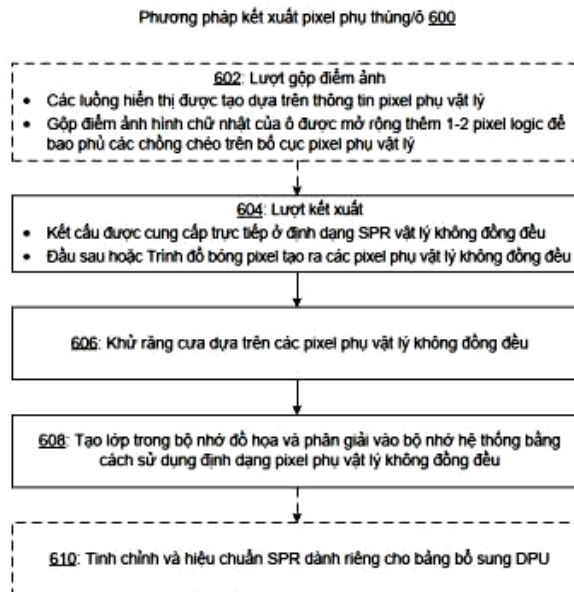 Phương pháp kết xuất pixel phụ thùng/ô 600
602: Lượt gộp điểm ảnh
• Các luồng hiển thị được tạo dựa trên thông tin pixel phụ vật lý
• Gộp điểm ảnh hình chữ nhật của ô được mở rộng thêm 1-2 pixel logic để
bao phủ các chồng chéo trên bố cục pixel phụ vật lý
604: Lượt kết xuất
• Kết cấu được cung cấp trực tiếp ở định dạng SPR vật lý không đồng đều
• Đầu sau hoặc Trình đổ bóng pixel tạo ra các pixel phụ vật lý không đồng đều
606: Khử răng cưa dựa trên các pixel phụ vật lý không đồng đều
608: Tạo lớp trong bộ nhớ đồ họa và phân giải vào bộ nhớ hệ thống bằng
cách sử dụng định dạng pixel phụ vật lý không đồng đều
610: Tinh chỉnh và hiệu chuẩn SPR dành riêng cho bảng bổ sung DPU